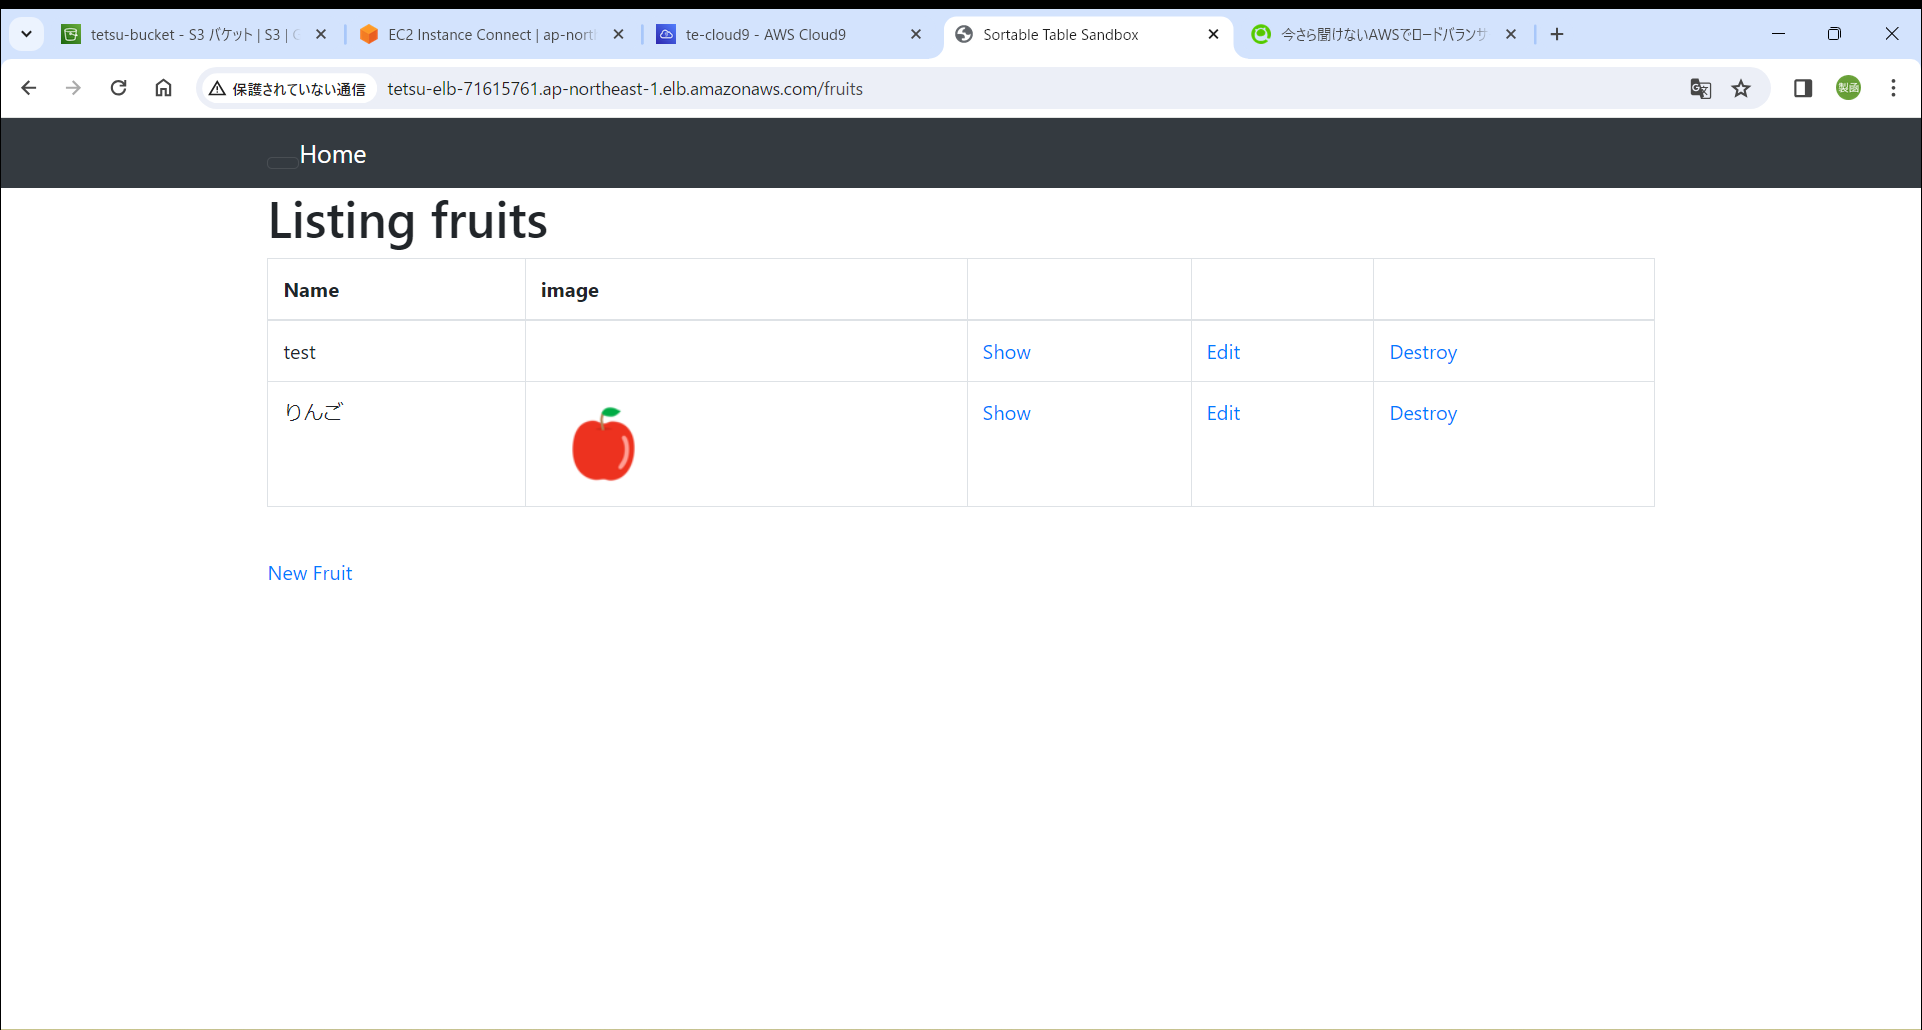 tetsu-bucket - S3 バケット | S3 |
EC2 Instance Connect | ap-nort
te-cloud9 - AWS Cloud9
Sortable Table Sandbox
今さら聞けないAWSでロードバランサ
保護されていない通信
tetsu-elb-71615761.ap-northeast-1.elb.amazonaws.com/fruits
製函
Home
Listing fruits
Name image
test Show Edit Destroy
りんご Show Edit Destroy
New Fruit